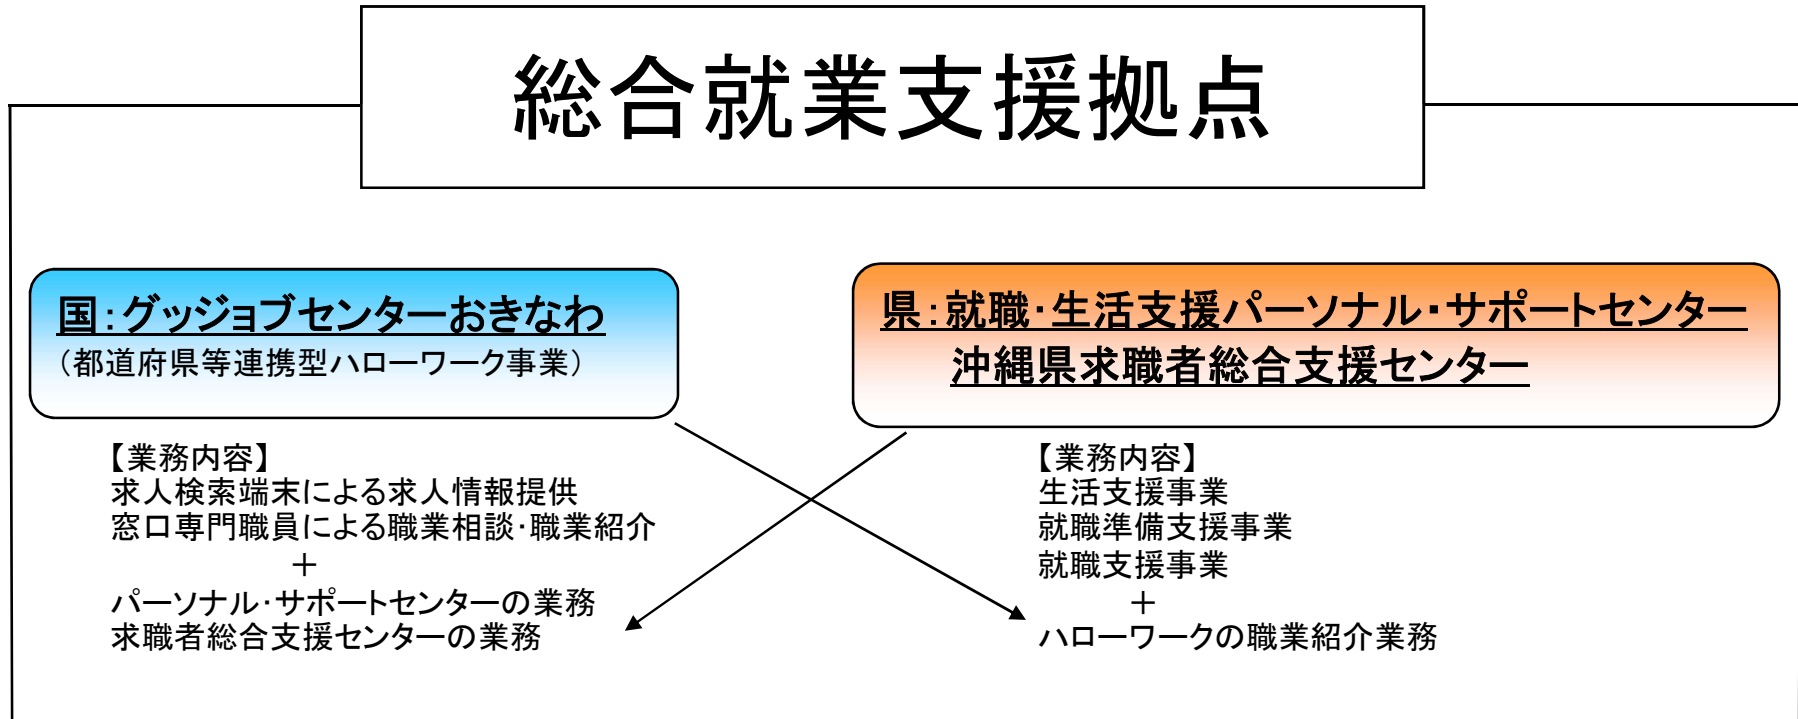 総合就業支援拠点
国：グッジョブセンターおきなわ
（都道府県等連携型ハローワーク事業）
【業務内容】
求人検索端末による求人情報提供
窓口専門職員による職業相談・職業紹介
＋
パーソナル・サポートセンターの業務
求職者総合支援センターの業務
県：就職・生活支援パーソナル・サポートセンター
沖縄県求職者総合支援センター
【業務内容】
生活支援事業
就職準備支援事業
就職支援事業
＋
ハローワークの職業紹介業務